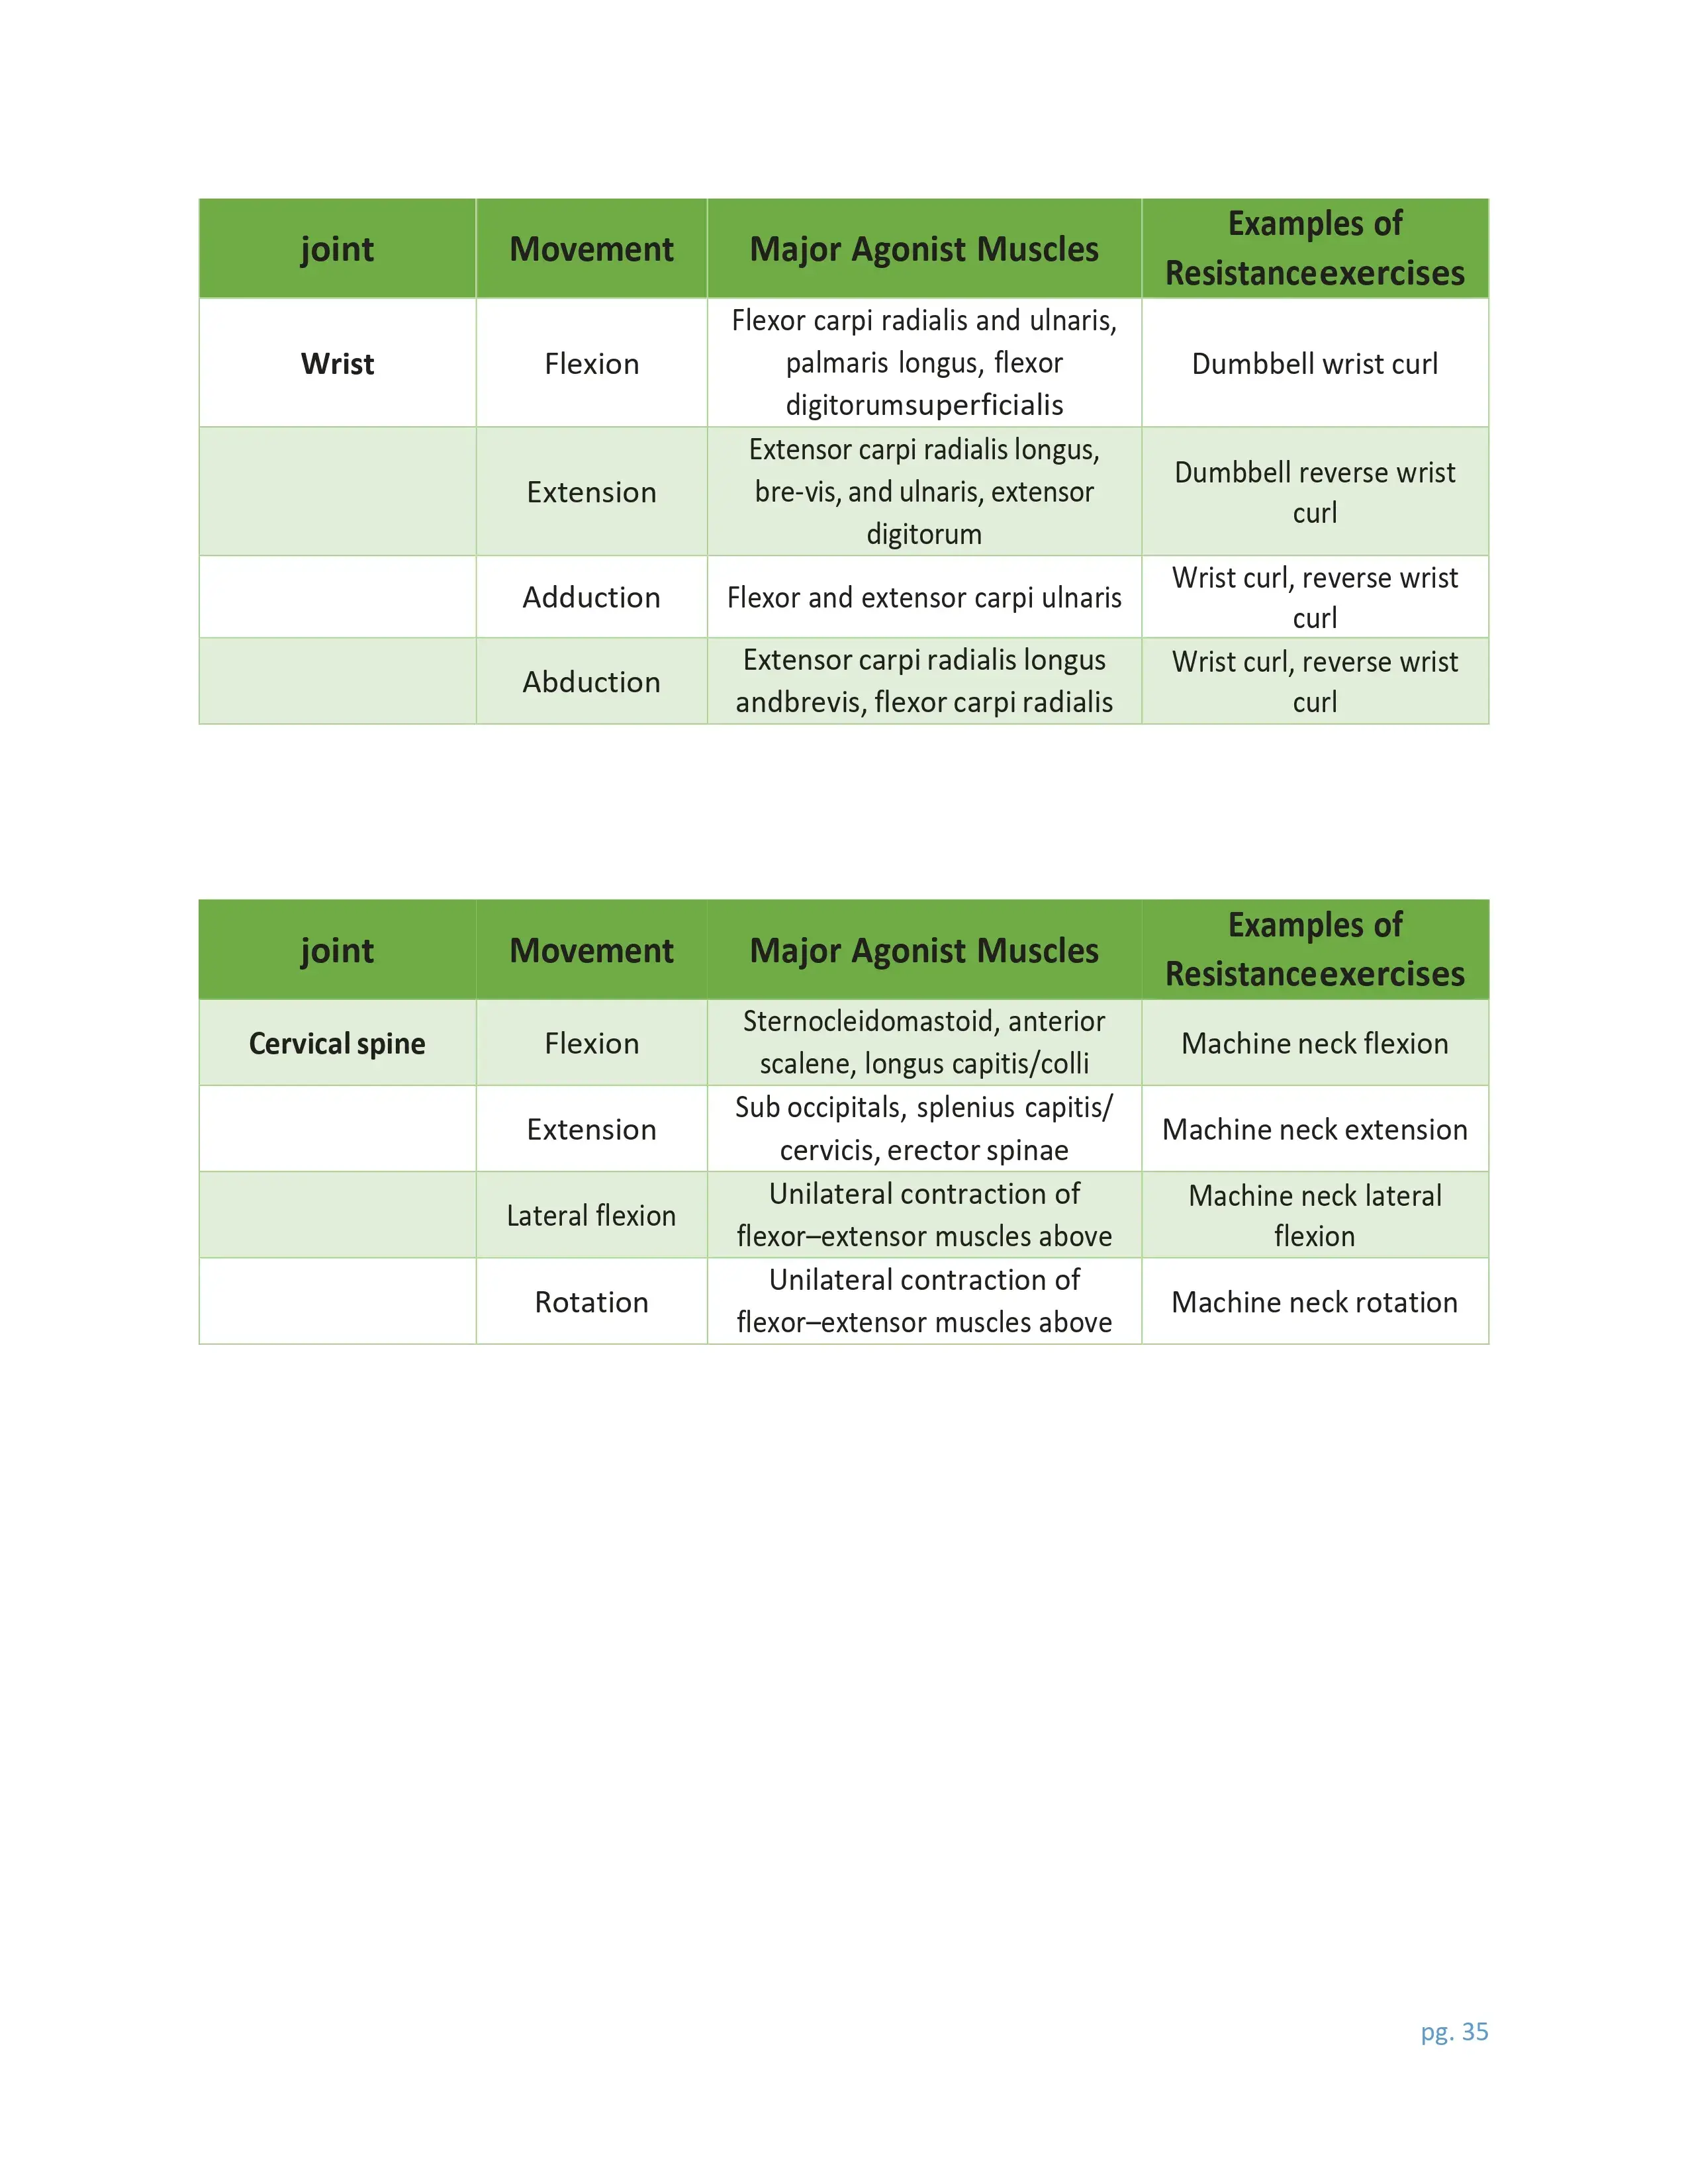 joint Movement Major Agonist Muscles Examples of
Resistanceexercises
Wrist Flexion Flexor carpi radialis and ulnaris,
palmaris longus, flexor
digitorumsuperficialis
Dumbbell wrist curl
Extension Extensor carpi radialis longus,
bre-vis, and ulnaris, extensor
digitorum
Dumbbell reverse wrist
curl
Adduction Flexor and extensor carpi ulnaris Wrist curl, reverse wrist
curl
Abduction Extensor carpi radialis longus
andbrevis, flexor carpi radialis
Wrist curl, reverse wrist
curl
joint Movement Major Agonist Muscles Examples of
Resistanceexercises
Cervical spine Flexion Sternocleidomastoid, anterior
scalene, longus capitis/colli
Machine neck flexion
Extension Sub occipitals, splenius capitis/
cervicis, erector spinae
Machine neck extension
Lateral flexion Unilateral contraction of
flexor–extensor muscles above
Machine neck lateral
flexion
Rotation Unilateral contraction of
flexor–extensor muscles above
Machine neck rotation
pg. 35